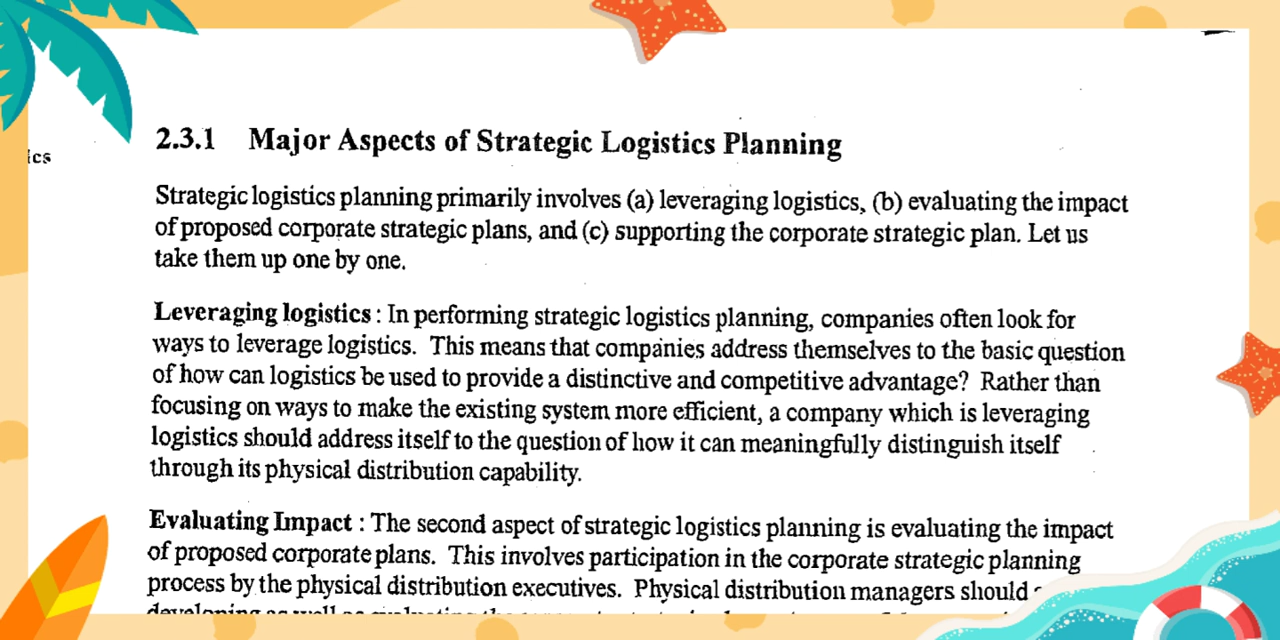 ics
2.3.1 Major Aspects of Strategic Logistics Planning
Strategic logistics planning primarily involves (a) leveraging logistics, (b) evaluating the impact
of proposed corporate strategic plans, and (c) supporting the corporate strategic plan. Let us
take them up one by one.
Leveraging logistics : In performing strategic logistics planning, companies often look for
ways to leverage logistics. This means that companies address themselves to the basic question
of how can logistics be used to provide a distinctive and competitive advantage? Rather than
focusing on ways to make the existing system more efficient, a company which is leveraging
logistics should address itself to the question of how it can meaningfully distinguish itself
through its physical distribution capability.
Evaluating Impact : The second aspect of strategic logistics planning is evaluating the impact
of proposed corporate plans. This involves participation in the corporate strategic planning
process by the physical distribution executives. Physical distribution managers should
developing as well as evaluating the